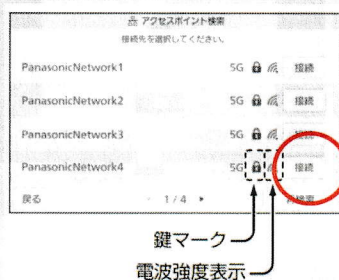 アクセスポイント検索
接続先を選択してください。
PanasonicNetwork1 5G 接続
PanasonicNetwork2 5G 接続
PanasonicNetwork3 5G 接続
PanasonicNetwork4 5G 接続
戻る 1/4 再検索
鍵マーク
電波強度表示